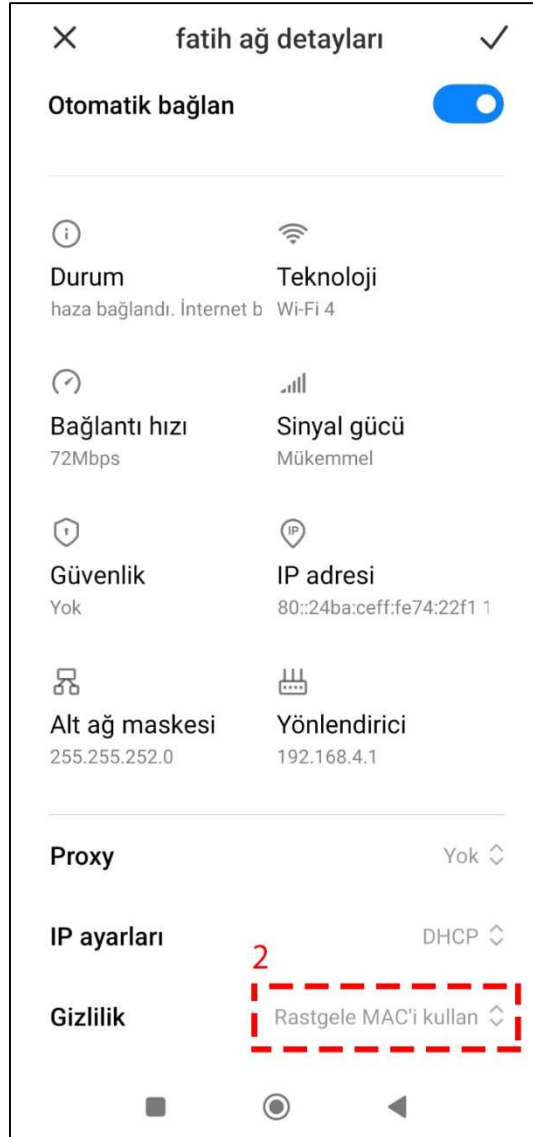 fatih ağ detayları
Otomatik bağlan
Durum
haza bağlandı. İnternet b
Teknoloji
Wi-Fi 4
Bağlantı hızı
72Mbps
Sinyal gücü
Mükemmel
Güvenlik
Yok
IP
IP adresi
80::24ba:ceff:fe74:22f1 1
Alt ağ maskesi
255.255.252.0
Yönlendirici
192.168.4.1
Proxy
Yok
IP ayarları
DHCP
2
Gizlilik
Rastgele MAC'i kullan